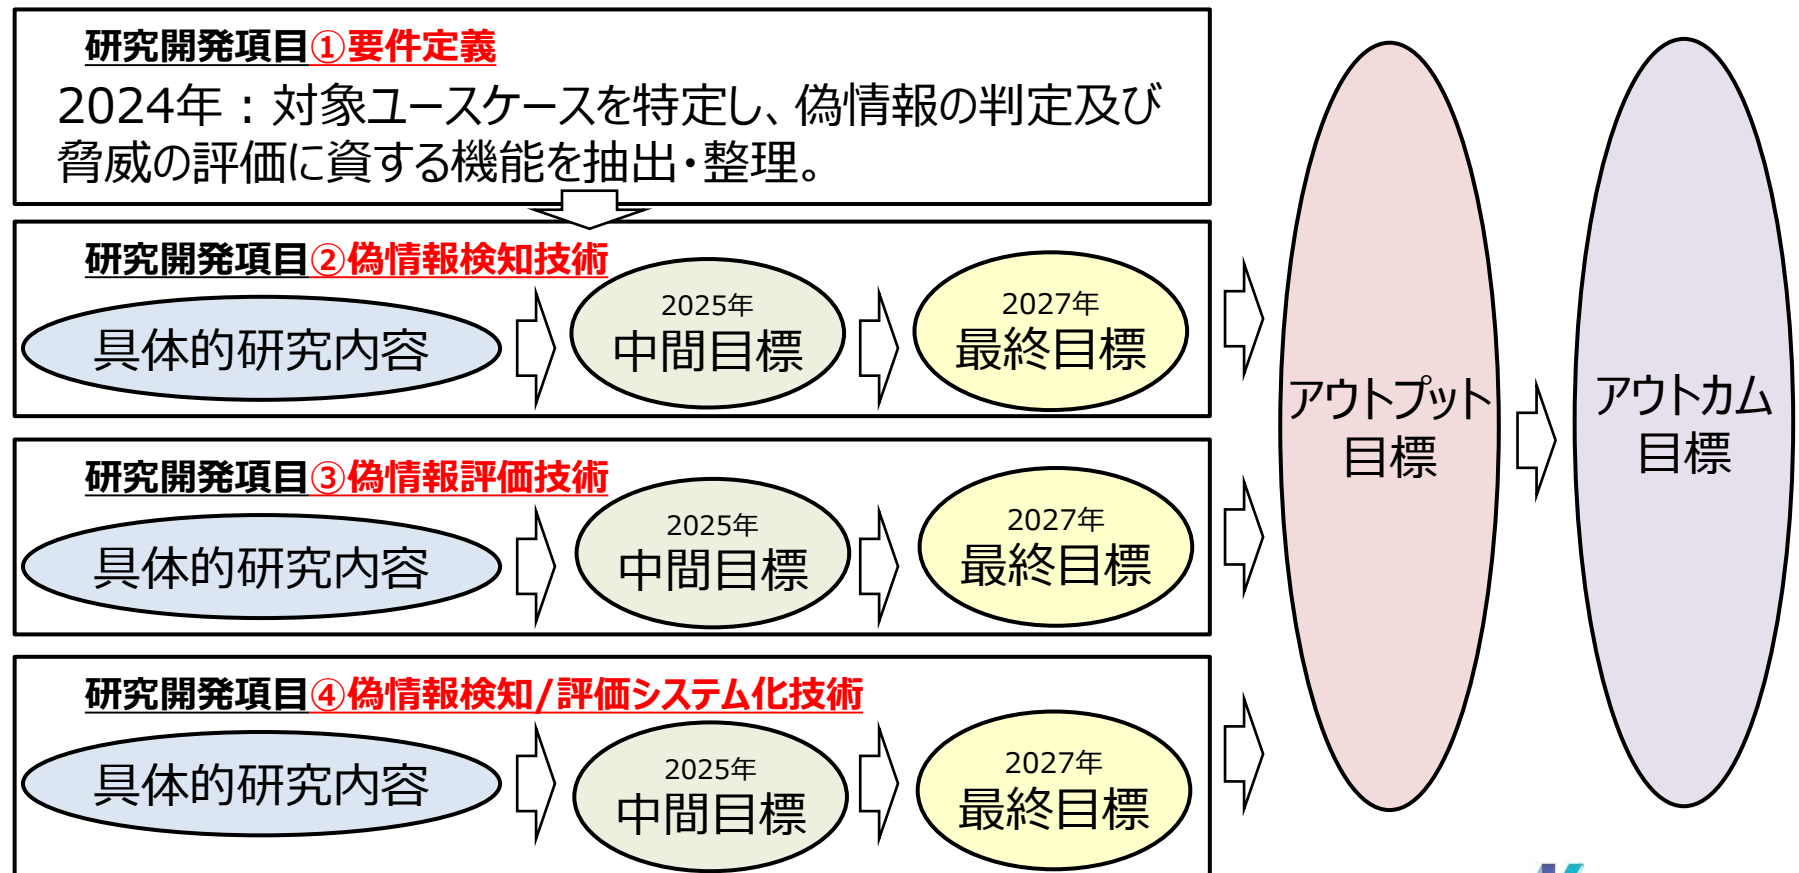 研究開発項目①要件定義
2024年：対象ユースケースを特定し、偽情報の判定及び
脅威の評価に資する機能を抽出・整理。
研究開発項目②偽情報検知技術
具体的研究内容
2025年
中間目標
2027年
最終目標
研究開発項目③偽情報評価技術
具体的研究内容
2025年
中間目標
2027年
最終目標
研究開発項目④偽情報検知/評価システム化技術
具体的研究内容
2025年
中間目標
2027年
最終目標
アウトプット
目標
アウトカム
目標